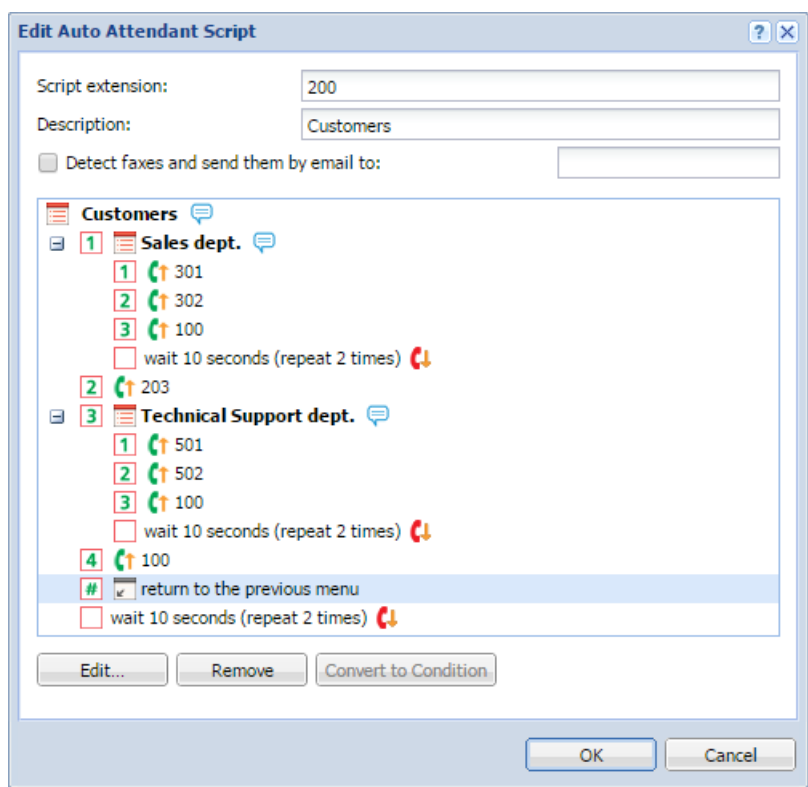 Edit Auto Attendant Script ?
Script extension: 200
Description: Customers
Detect faxes and send them by email to:
Customers
1 Sales dept.
1 301
2 302
3 100
wait 10 seconds (repeat 2 times)
2 203
3 Technical Support dept.
1 501
2 502
3 100
wait 10 seconds (repeat 2 times)
4 100
# return to the previous menu
wait 10 seconds (repeat 2 times)
Edit... Remove Convert to Condition
OK Cancel